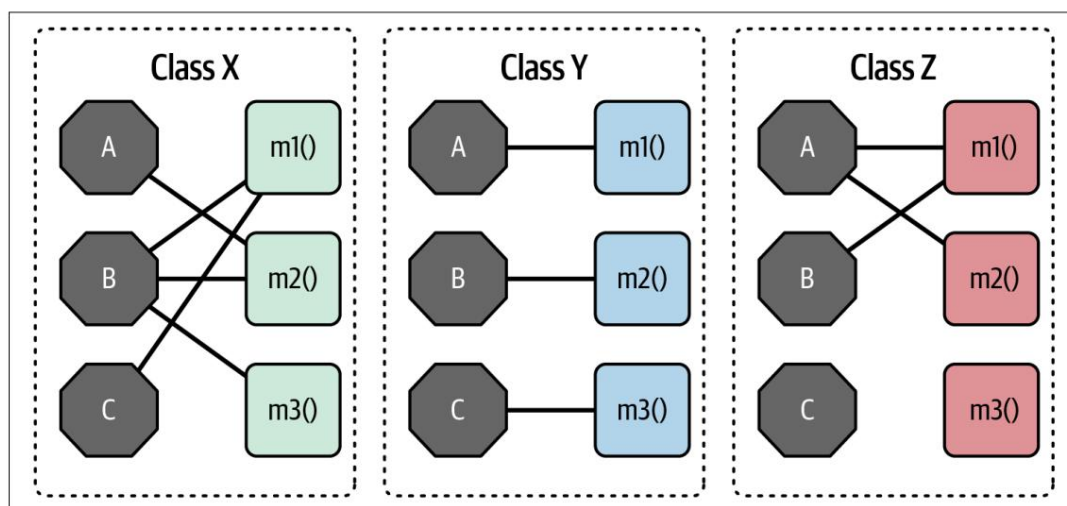 Class X
A
m1()
B
m2()
C
m3()
Class Y
A
m1()
B
m2()
C
m3()
Class Z
A
m1()
B
m2()
C
m3()